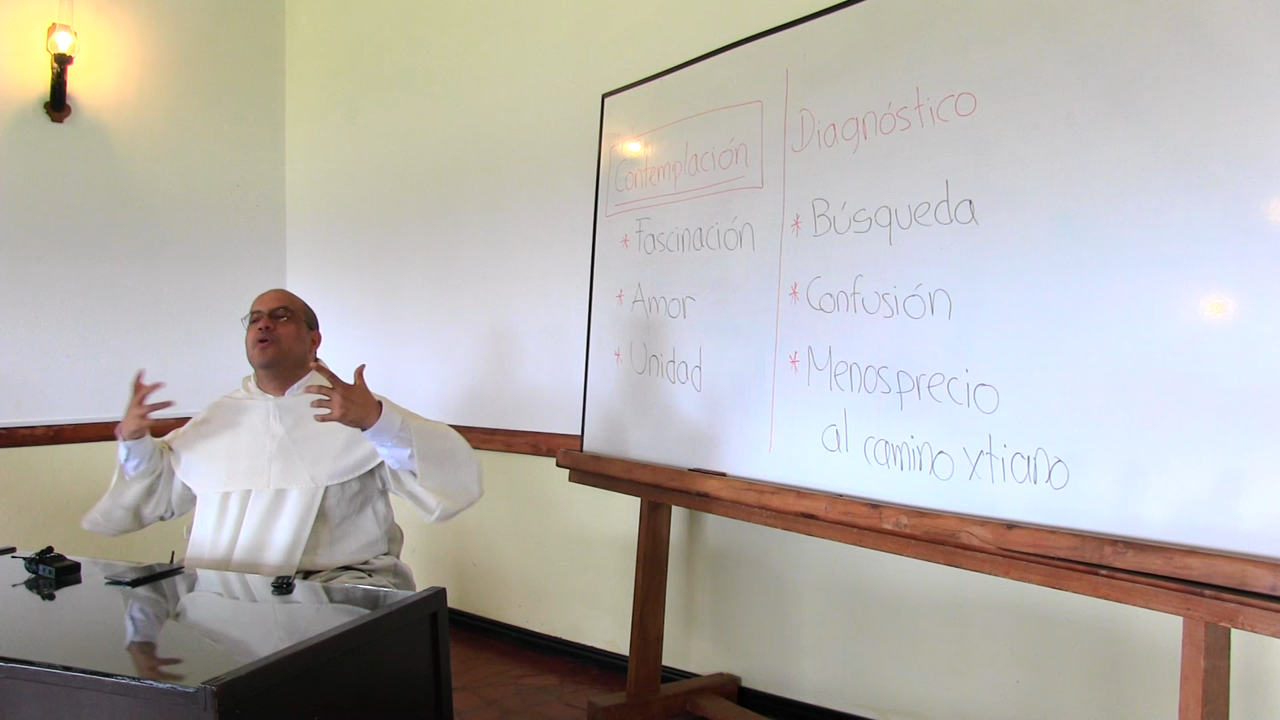 Contemplación
* Fascinación
* Amor
* Unidad
Diagnóstico
* Búsqueda
* Confusión
* Menosprecio
al camino xtiano